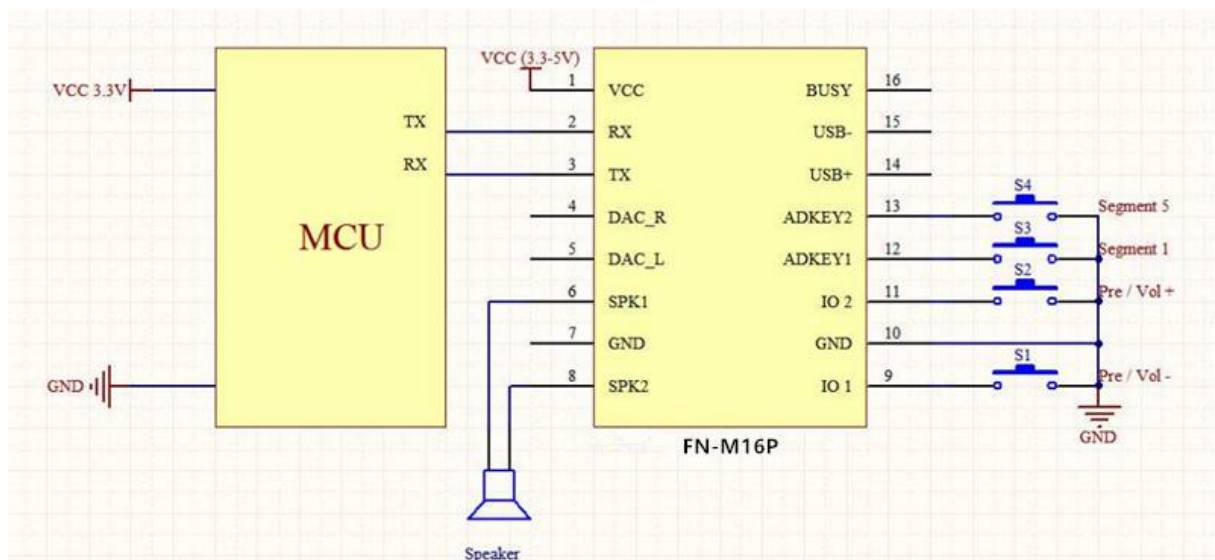 VCC 3.3V
GND
MCU
TX
RX
VCC (3.3-5V)
1
2
3
4
5
6
7
8
VCC
RX
TX
DAC_R
DAC_L
SPK1
GND
SPK2
BUSY
USB-
USB+
ADKEY2
ADKEY1
IO 2
GND
IO 1
16
15
14
13
12
11
10
9
FN-M16P
S4
S3
S2
S1
Segment 5
Segment 1
Pre / Vol +
Pre / Vol -
GND
Speaker